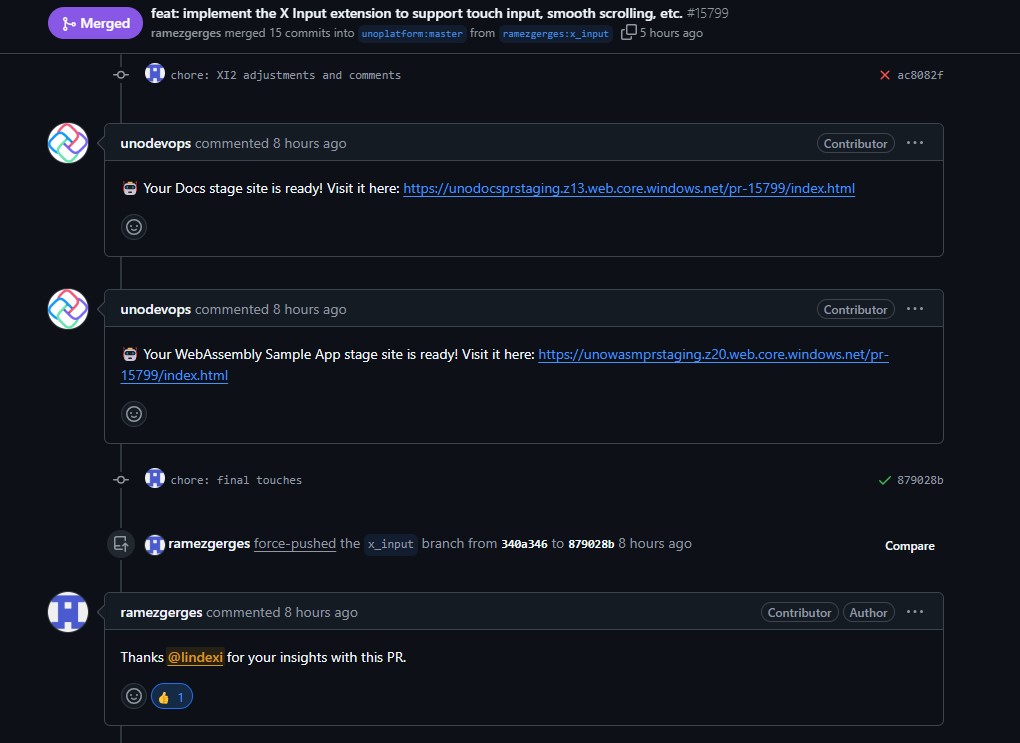 Merged
feat: implement the X Input extension to support touch input, smooth scrolling, etc. #15799
ramezgerges merged 15 commits into unoplatform:master from ramezgerges:x_input 5 hours ago
chore: XI2 adjustments and comments ac8082f
unodevops commented 8 hours ago Contributor ...
Your Docs stage site is ready! Visit it here: https://unodocsprstaging.z13.web.core.windows.net/pr-15799/index.html
unodevops commented 8 hours ago Contributor ...
Your WebAssembly Sample App stage site is ready! Visit it here: https://unowasmprstaging.z20.web.core.windows.net/pr-
15799/index.html
chore: final touches 879028b
ramezgerges force-pushed the x_input branch from 340a346 to 879028b 8 hours ago Compare
ramezgerges commented 8 hours ago Contributor Author ...
Thanks @lindexi for your insights with this PR.
1